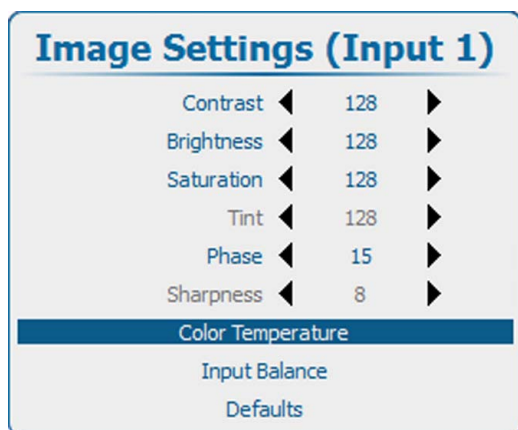 Image Settings (Input 1)
Contrast 128
Brightness 128
Saturation 128
Tint 128
Phase 15
Sharpness 8
Color Temperature
Input Balance
Defaults